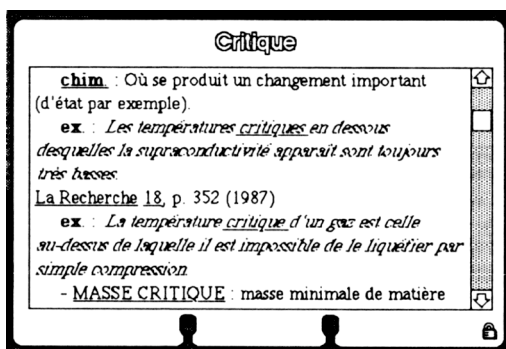 Critique
chim. : Où se produit un changement important
(d'état par exemple).
ex. : Les températures critiques en dessous
desquelles la supraconductivité apparaît sont toujours
très basses.
La Recherche 18, p. 352 (1987)
ex. : La température critique d'un gaz est celle
au-dessus de laquelle il est impossible de le liquéfier par
simple compression.
- MASSE CRITIQUE : masse minimale de matière